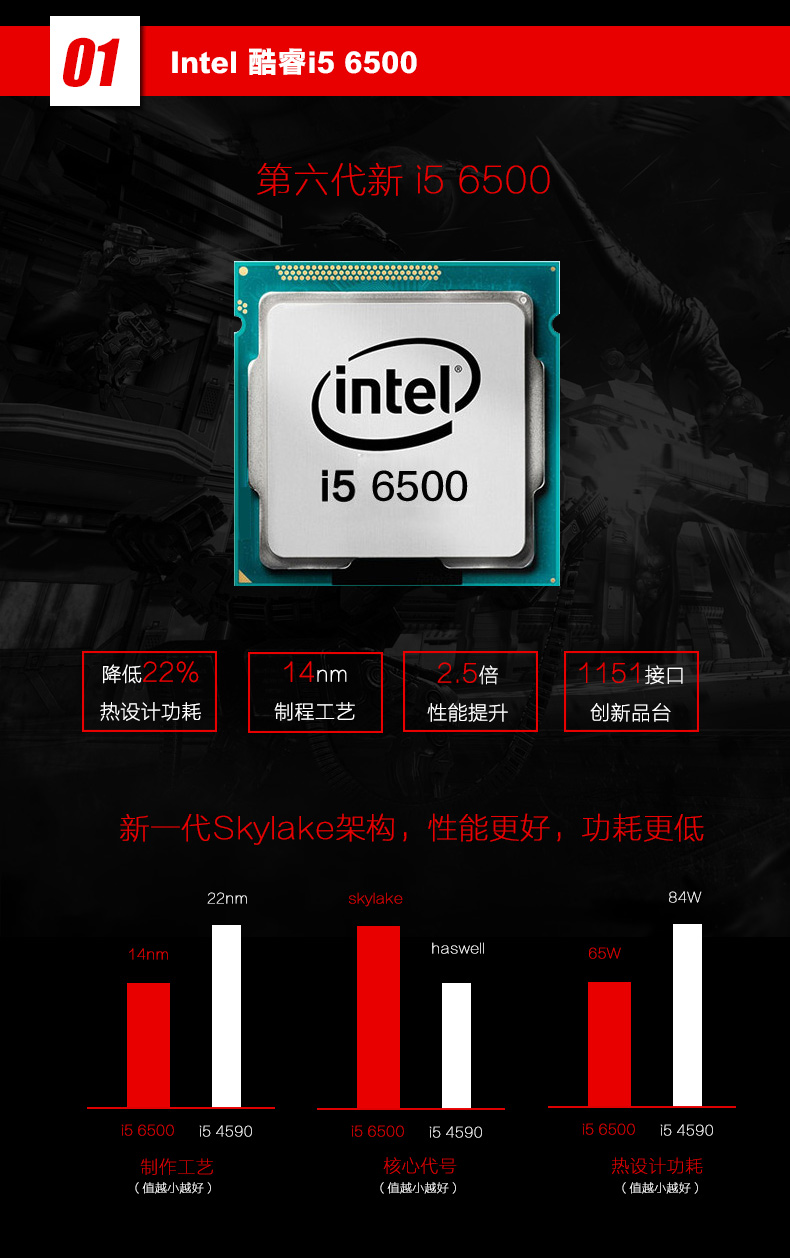 01
Intel 酷睿i5 6500
第六代新 i5 6500
intel®
i5 6500
降低22%
热设计功耗
14nm
制程工艺
2.5倍
性能提升
1151接口
创新品台
新一代Skylake架构，性能更好，功耗更低
14nm
22nm
i5 6500
i5 4590
制作工艺
（值越小越好）
skylake
haswell
i5 6500
i5 4590
核心代号
（值越小越好）
65W
84W
i5 6500
i5 4590
热设计功耗
（值越小越好）